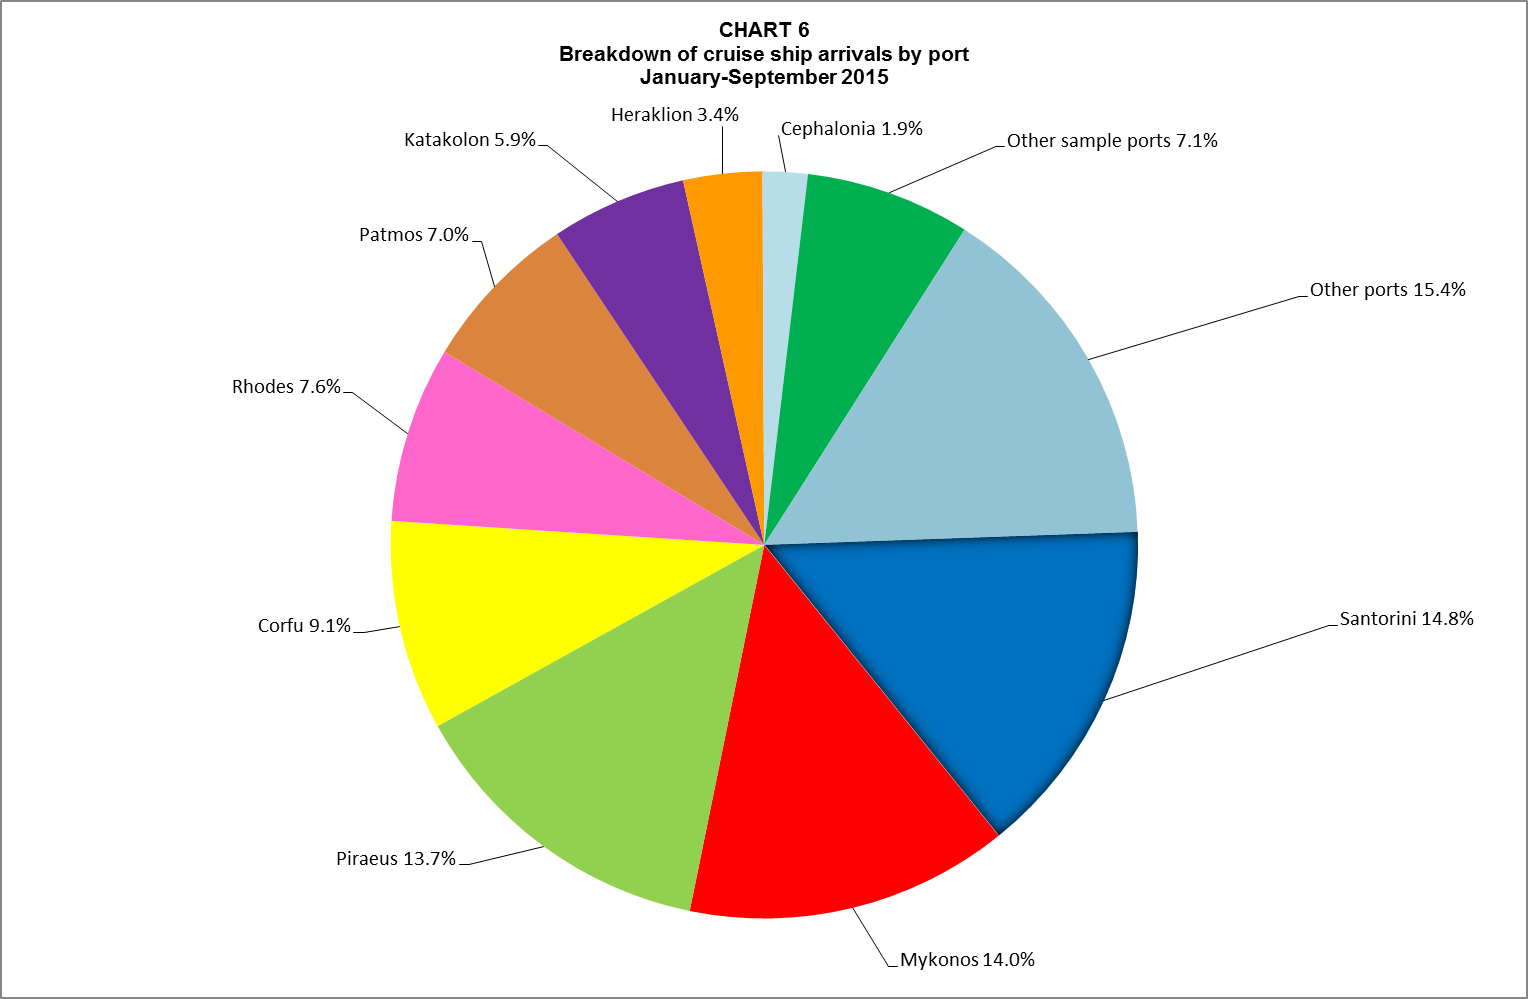 CHART 6
Breakdown of cruise ship arrivals by port
January-September 2015
Heraklion 3.4%
Cephalonia 1.9%
Katakolon 5.9%
Other sample ports 7.1%
Patmos 7.0%
Other ports 15.4%
Rhodes 7.6%
Santorini 14.8%
Corfu 9.1%
Piraeus 13.7%
Mykonos 14.0%